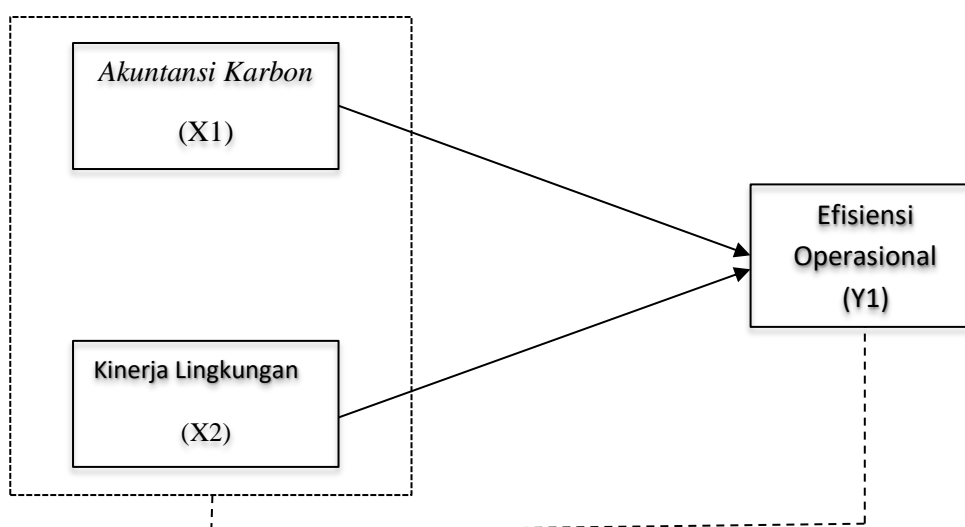 Akuntansi Karbon
(X1)
Efisiensi
Operasional
(Y1)
Kinerja Lingkungan
(X2)